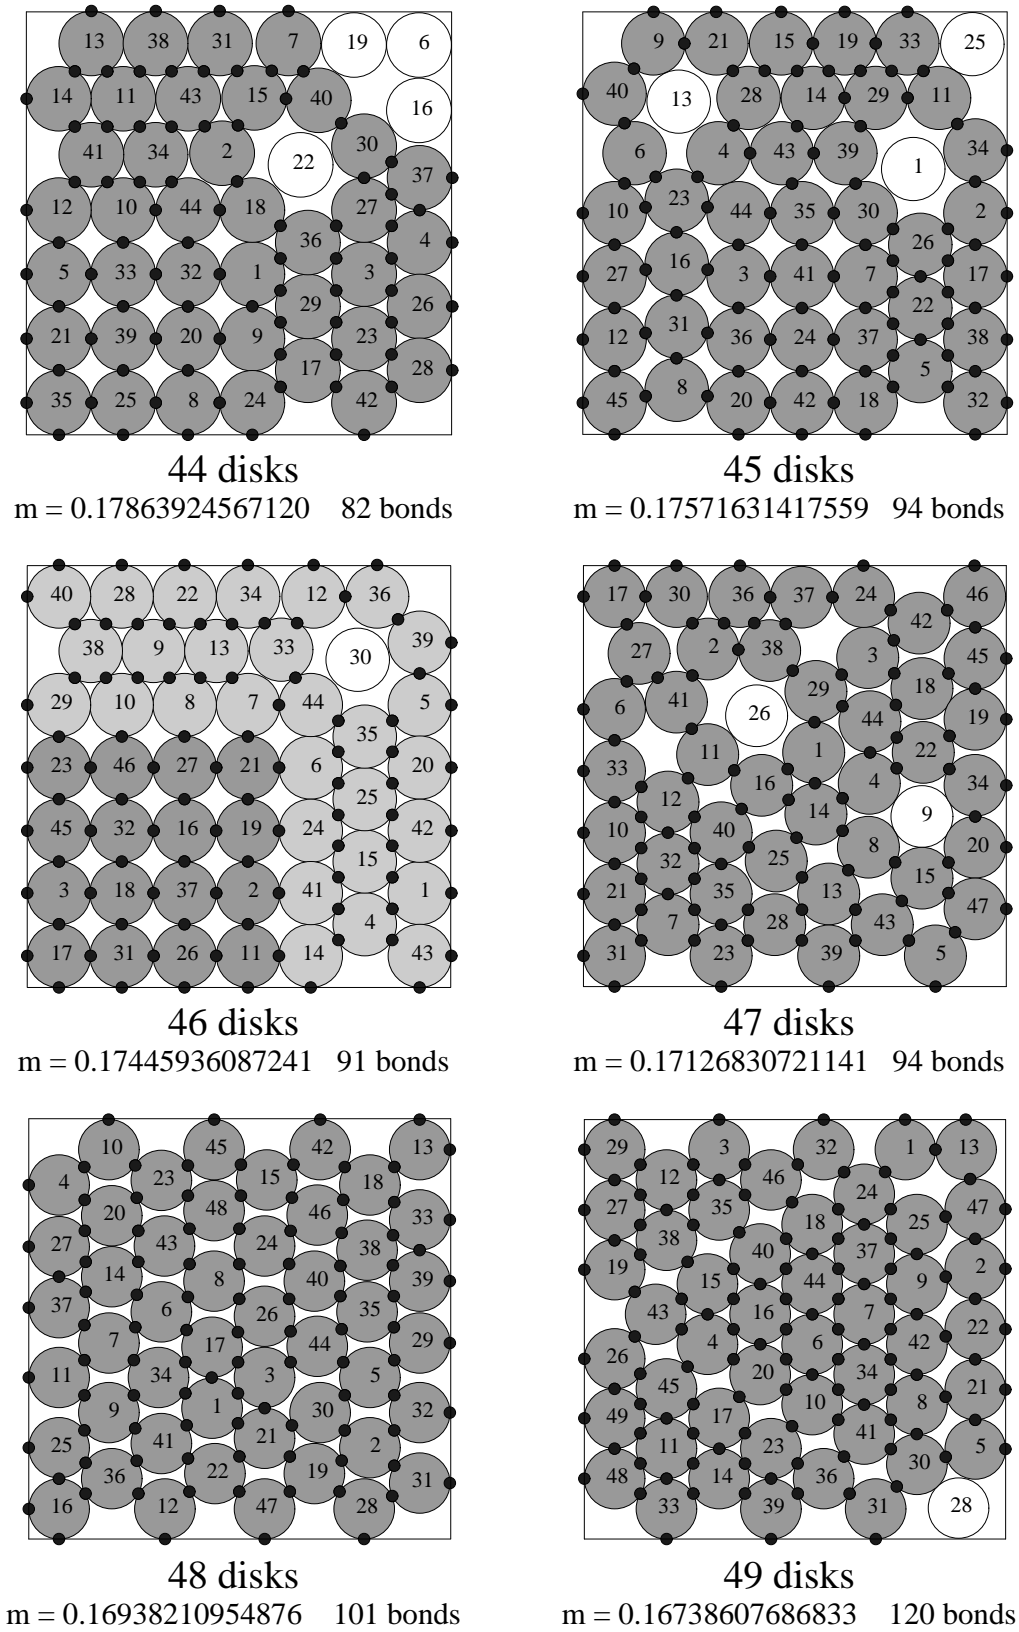 13 38 31 7 19 6
14 11 43 15 40 16
41 34 2 22 30 37
12 10 44 18 36 27 4
5 33 32 1 29 3 26
21 39 20 9 17 23 28
35 25 8 24 42
44 disks
m = 0.17863924567120 82 bonds
9 21 15 19 33 25
40 13 28 14 29 11
6 4 43 39 1 34
10 23 44 35 30 26 2
27 16 3 41 7 22 17
12 31 36 24 37 5 38
45 8 20 42 18 32
45 disks
m = 0.17571631417559 94 bonds
40 28 22 34 12 36
38 9 13 33 30 39
29 10 8 7 44 35 5
23 46 27 21 6 25 20
45 32 16 19 24 15 42
3 18 37 2 41 4 1
17 31 26 11 14 43
46 disks
m = 0.17445936087241 91 bonds
17 30 36 37 24 42 46
27 2 38 3 45
6 41 26 29 44 18 19
33 11 16 1 4 22 34
10 12 40 14 8 9 20
21 32 35 25 13 15 47
31 7 23 28 39 43 5
47 disks
m = 0.17126830721141 94 bonds
10 45 42 13
4 23 15 18
20 48 46 33
27 43 24 38
14 8 40 39
37 6 26 35
7 17 44 29
11 34 3 5
9 1 30 32
25 41 21 2
36 22 19 31
16 12 47 28
48 disks
m = 0.16938210954876 101 bonds
29 3 32 1 13
12 46 24
27 35 18 25 47
38 40 37
19 15 44 9 2
43 16 7
26 4 6 42 22
45 20 34 21
49 17 10 8
11 23 41 5
48 14 36 30
33 39 31 28
49 disks
m = 0.16738607686833 120 bonds